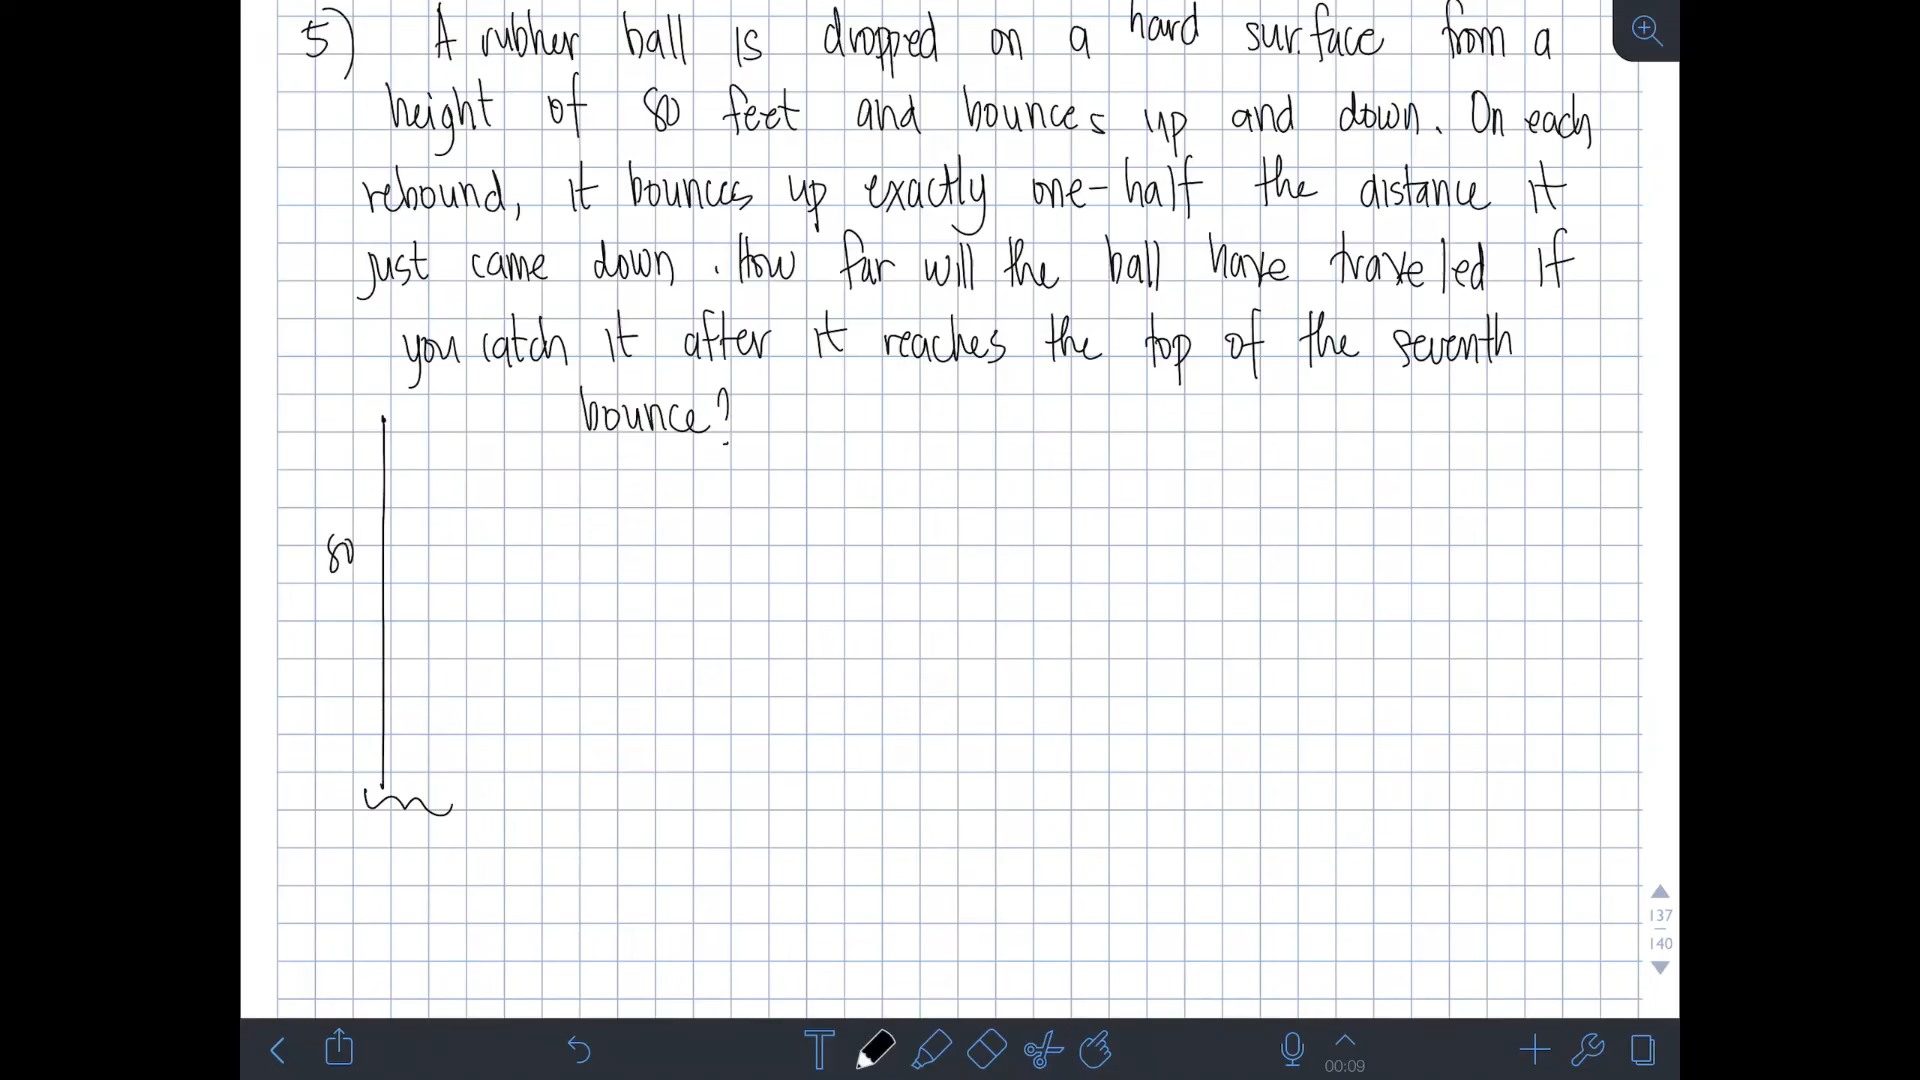 5) A rubber ball is dropped on a hard surface from a
height of 80 feet and bounces up and down. On each
rebound, it bounces up exactly one-half the distance it
just came down. How far will the ball have traveled if
you catch it after it reaches the top of the seventh
bounce?
80
137
140
T
00:09